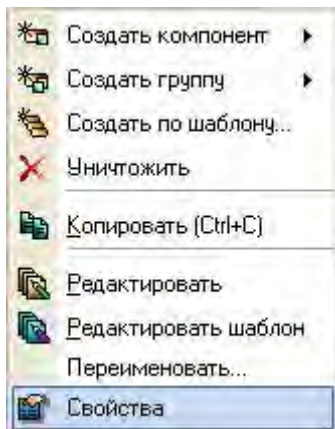 Создать компонент
Создать группу
Создать по шаблону...
Уничтожить
Копировать (Ctrl+C)
Редактировать
Редактировать шаблон
Переименовать...
Свойства